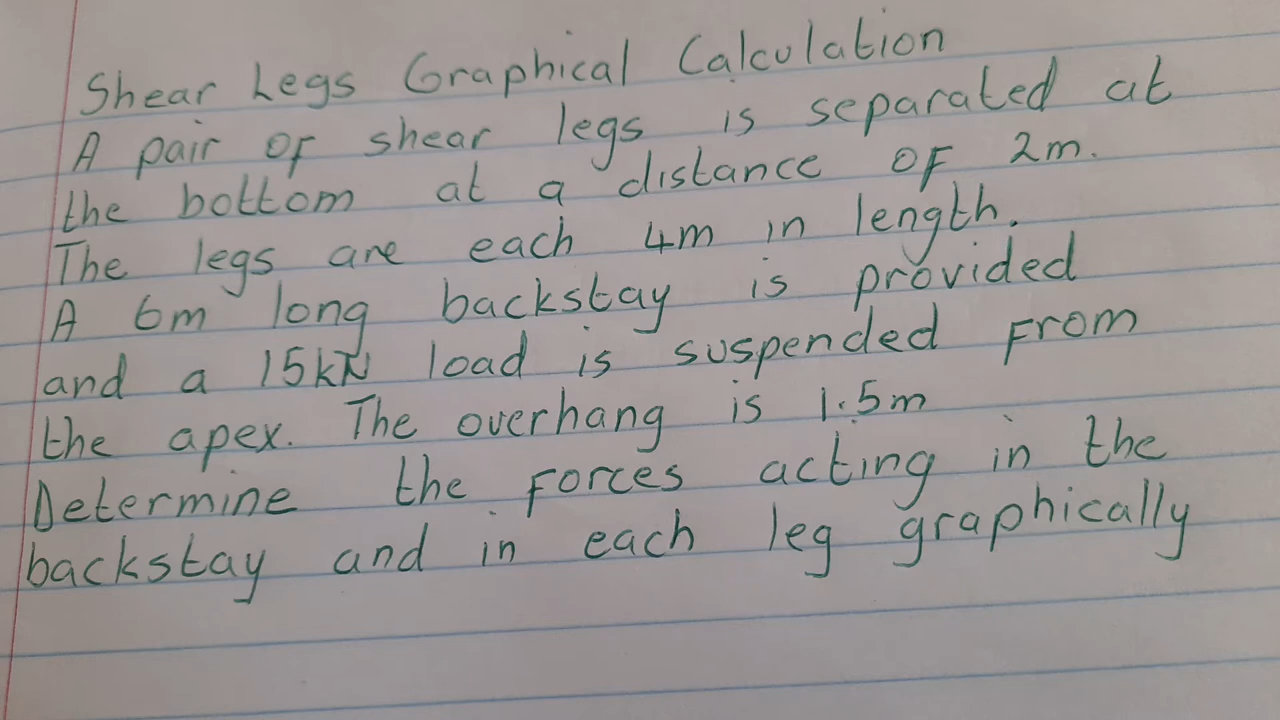 Shear Legs Graphical Calculation
A pair of shear legs is separated at
the bottom at a distance of 2m.
The legs are each 4m in length.
A 6m long backstay is provided
and a 15kN load is suspended from
the apex. The overhang is 1.5m
Determine the forces acting in the
backstay and in each leg graphically